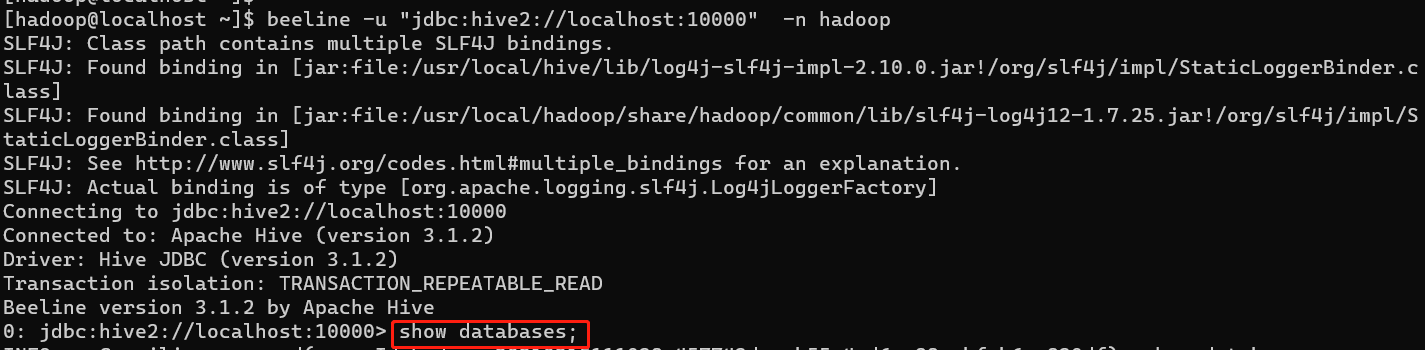 [hadoop@localhost ~]$ beeline -u "jdbc:hive2://localhost:10000"  -n hadoop
SLF4J: Class path contains multiple SLF4J bindings.
SLF4J: Found binding in [jar:file:/usr/local/hive/lib/log4j-slf4j-impl-2.10.0.jar!/org/slf4j/impl/StaticLoggerBinder.c
lass]
SLF4J: Found binding in [jar:file:/usr/local/hadoop/share/hadoop/common/lib/slf4j-log4j12-1.7.25.jar!/org/slf4j/impl/S
taticLoggerBinder.class]
SLF4J: See http://www.slf4j.org/codes.html#multiple_bindings for an explanation.
SLF4J: Actual binding is of type [org.apache.logging.slf4j.Log4jLoggerFactory]
Connecting to jdbc:hive2://localhost:10000
Connected to: Apache Hive (version 3.1.2)
Driver: Hive JDBC (version 3.1.2)
Transaction isolation: TRANSACTION_REPEATABLE_READ
Beeline version 3.1.2 by Apache Hive
0: jdbc:hive2://localhost:10000> show databases;